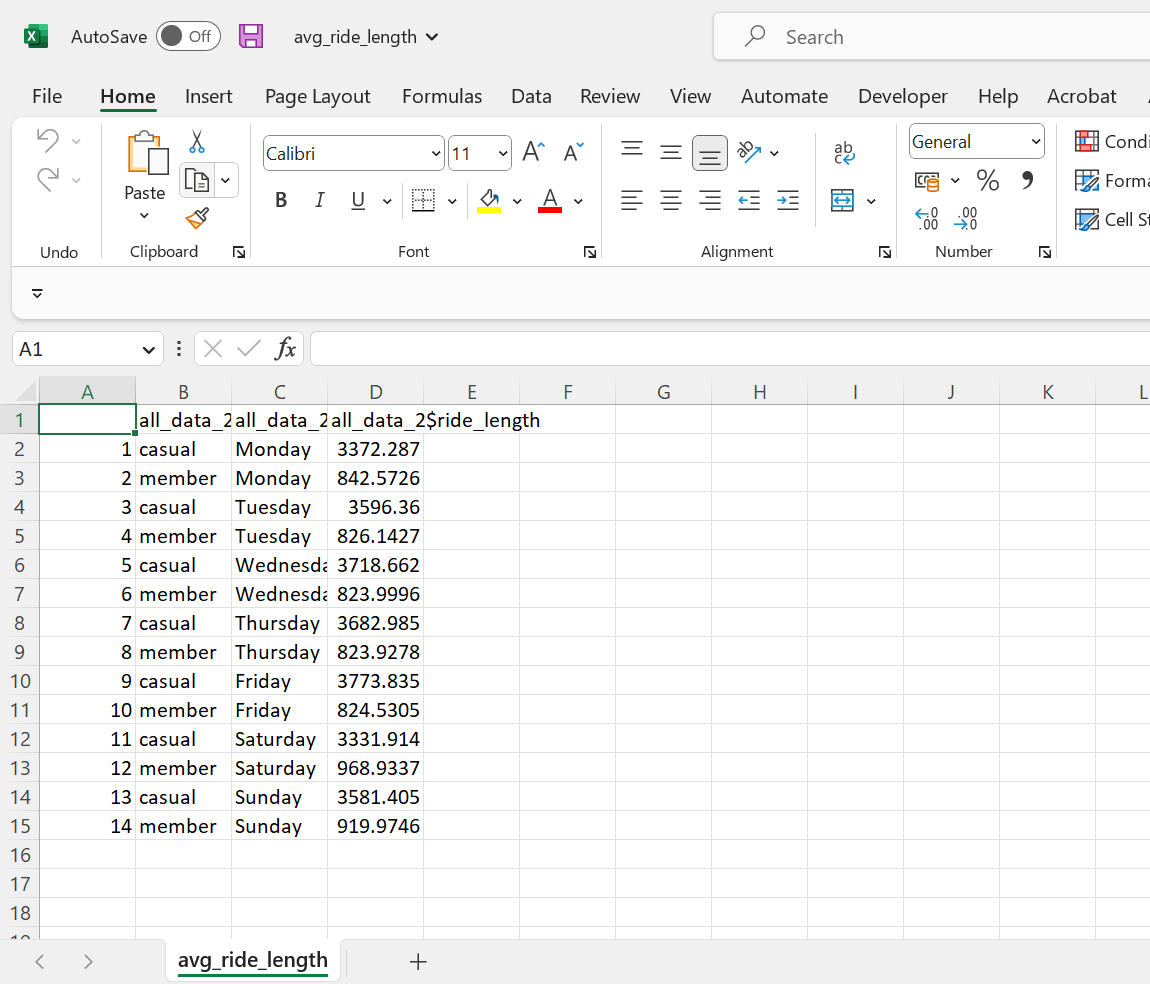 X AutoSave Off avg_ride_length Search
File Home Insert Page Layout Formulas Data Review View Automate Developer Help Acrobat
Paste Calibri 11 A A ab General Condi
B I U A ab c % , Forma
.00 .00 Cell St
Undo Clipboard Font Alignment Number
A1 fx
A B C D E F G H I J K L
1 all_data_2 all_data_2 all_data_2$ride_length
2 1 casual Monday 3372.287
3 2 member Monday 842.5726
4 3 casual Tuesday 3596.36
5 4 member Tuesday 826.1427
6 5 casual Wednesda 3718.662
7 6 member Wednesda 823.9996
8 7 casual Thursday 3682.985
9 8 member Thursday 823.9278
10 9 casual Friday 3773.835
11 10 member Friday 824.5305
12 11 casual Saturday 3331.914
13 12 member Saturday 968.9337
14 13 casual Sunday 3581.405
15 14 member Sunday 919.9746
16
17
18
avg_ride_length